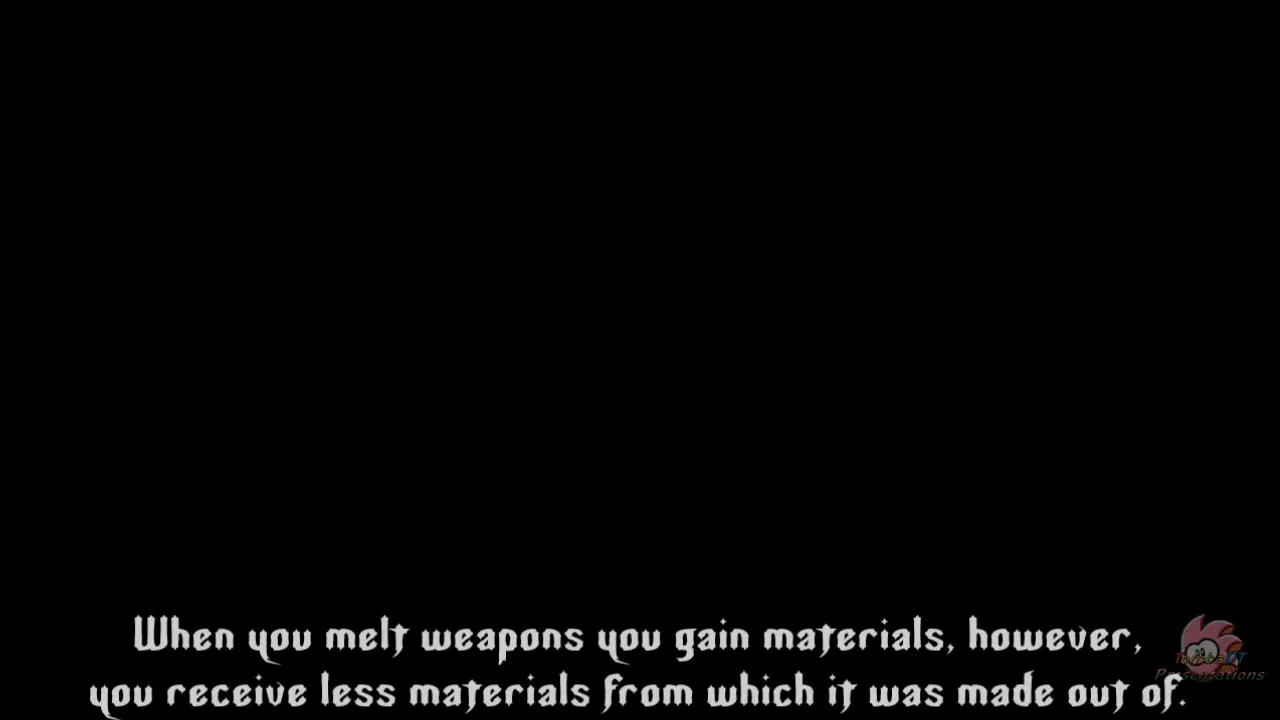 When you melt weapons you gain materials, however,
you receive less materials from which it was made out of.
Presentations